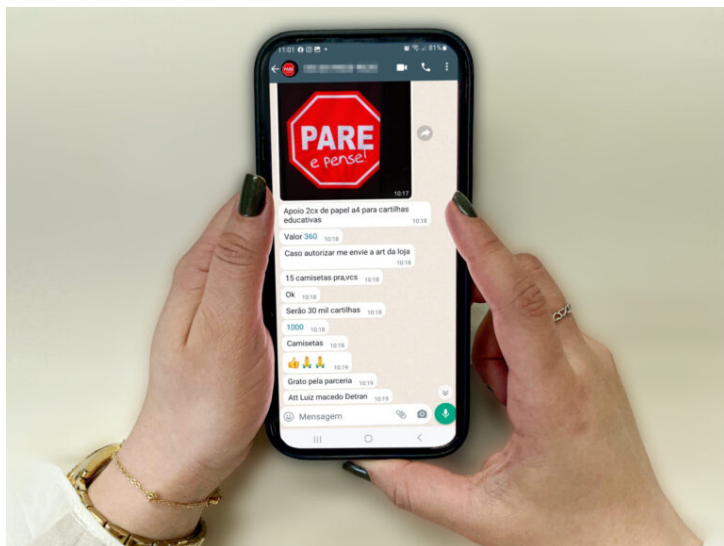 11:01
81%
PARE
PARE
e pense!
10:17
Apoio 2cx de papel a4 para cartilhas
educativas
10:18
Valor 360 10:18
Caso autorizar me envie a art da loja
10:18
15 camisetas pra,vcs 10:18
Ok 10:18
Serão 30 mil cartilhas 10:18
1000 10:18
Camisetas 10:18
10:19
Grato pela parceria 10:19
Att Luiz macedo Detran 10:19
Mensagem